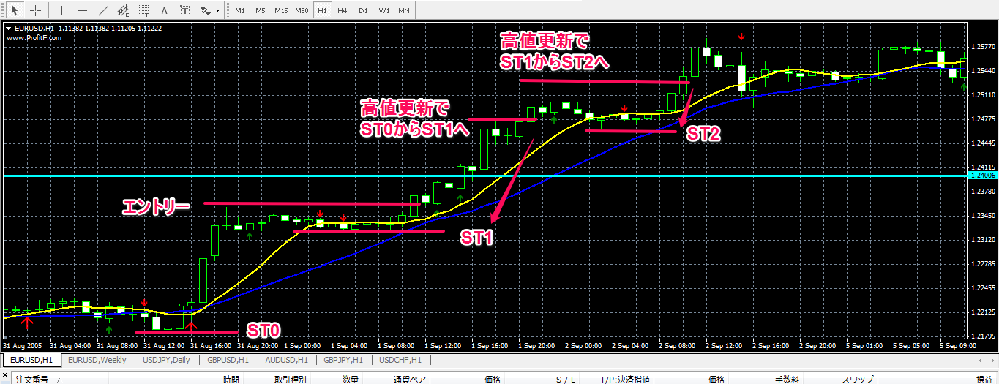 A T M1 M5 M15 M30 H1 H4 D1 W1 MN
EURUSD,H1 1.11382 1.11382 1.11205 1.11222
www.ProfitF.com
高値更新で
ST1からST2へ
高値更新で
ST0からST1へ
エントリー
ST2
ST1
ST0
1.25770
1.25440
1.25110
1.24775
1.24445
1.24115
1.24006
1.23780
1.23450
1.23120
1.22785
1.22455
1.22125
1.21795
31 Aug 2005 31 Aug 04:00 31 Aug 08:00 31 Aug 12:00 31 Aug 16:00 31 Aug 20:00 1 Sep 00:00 1 Sep 04:00 1 Sep 08:00 1 Sep 12:00 1 Sep 16:00 1 Sep 20:00 2 Sep 00:00 2 Sep 04:00 2 Sep 08:00 2 Sep 12:00 2 Sep 16:00 2 Sep 20:00 5 Sep 01:00 5 Sep 05:00 5 Sep 09:00
EURUSD,H1 EURUSD,Weekly USDJPY,Daily GBPUSD,H1 AUDUSD,H1 GBPJPY,H1 USDCHF,H1
注文番号 / 時間 取引種別 数量 通貨ペア 価格 S / L T/P:決済指値 価格 手数料 スワップ 損益